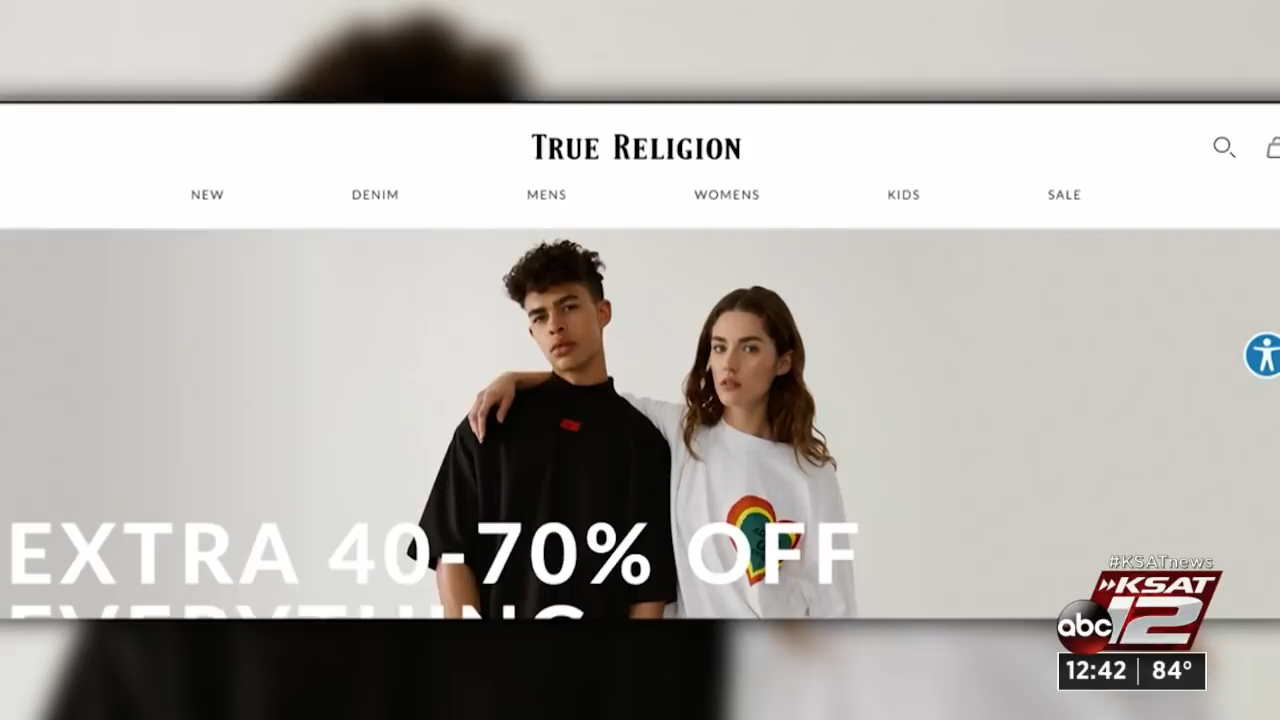 TRUE RELIGION
NEW DENIM MENS WOMENS KIDS SALE
EXTRA 40-70% OFF
EVERYTHING
#KSATnews
KSAT
abc 12
12:42 84°